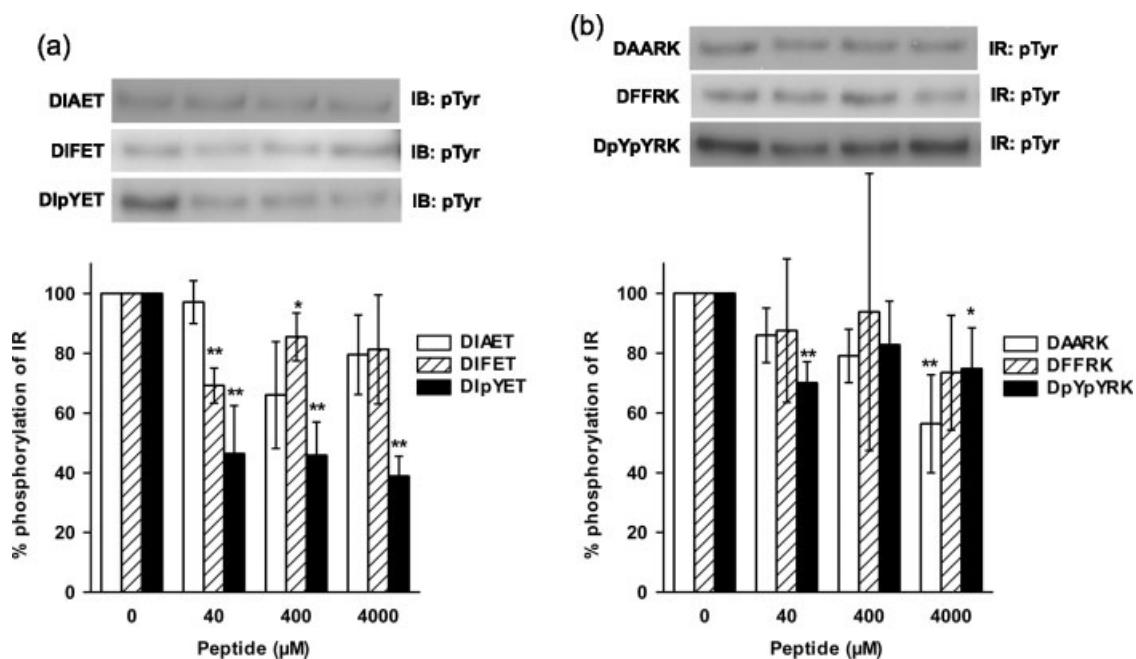 (a)
DIAET IB: pTyr
DIFET IB: pTyr
DIpYET IB: pTyr
% phosphorylation of IR
100
80
60
40
20
0
** ** * ** **
DIAET
DIFET
DIpYET
0 40 400 4000
Peptide (µM)
(b)
DAARK IR: pTyr
DFFRK IR: pTyr
DpYpYRK IR: pTyr
% phosphorylation of IR
100
80
60
40
20
0
** ** *
DAARK
DFFRK
DpYpYRK
0 40 400 4000
Peptide (µM)